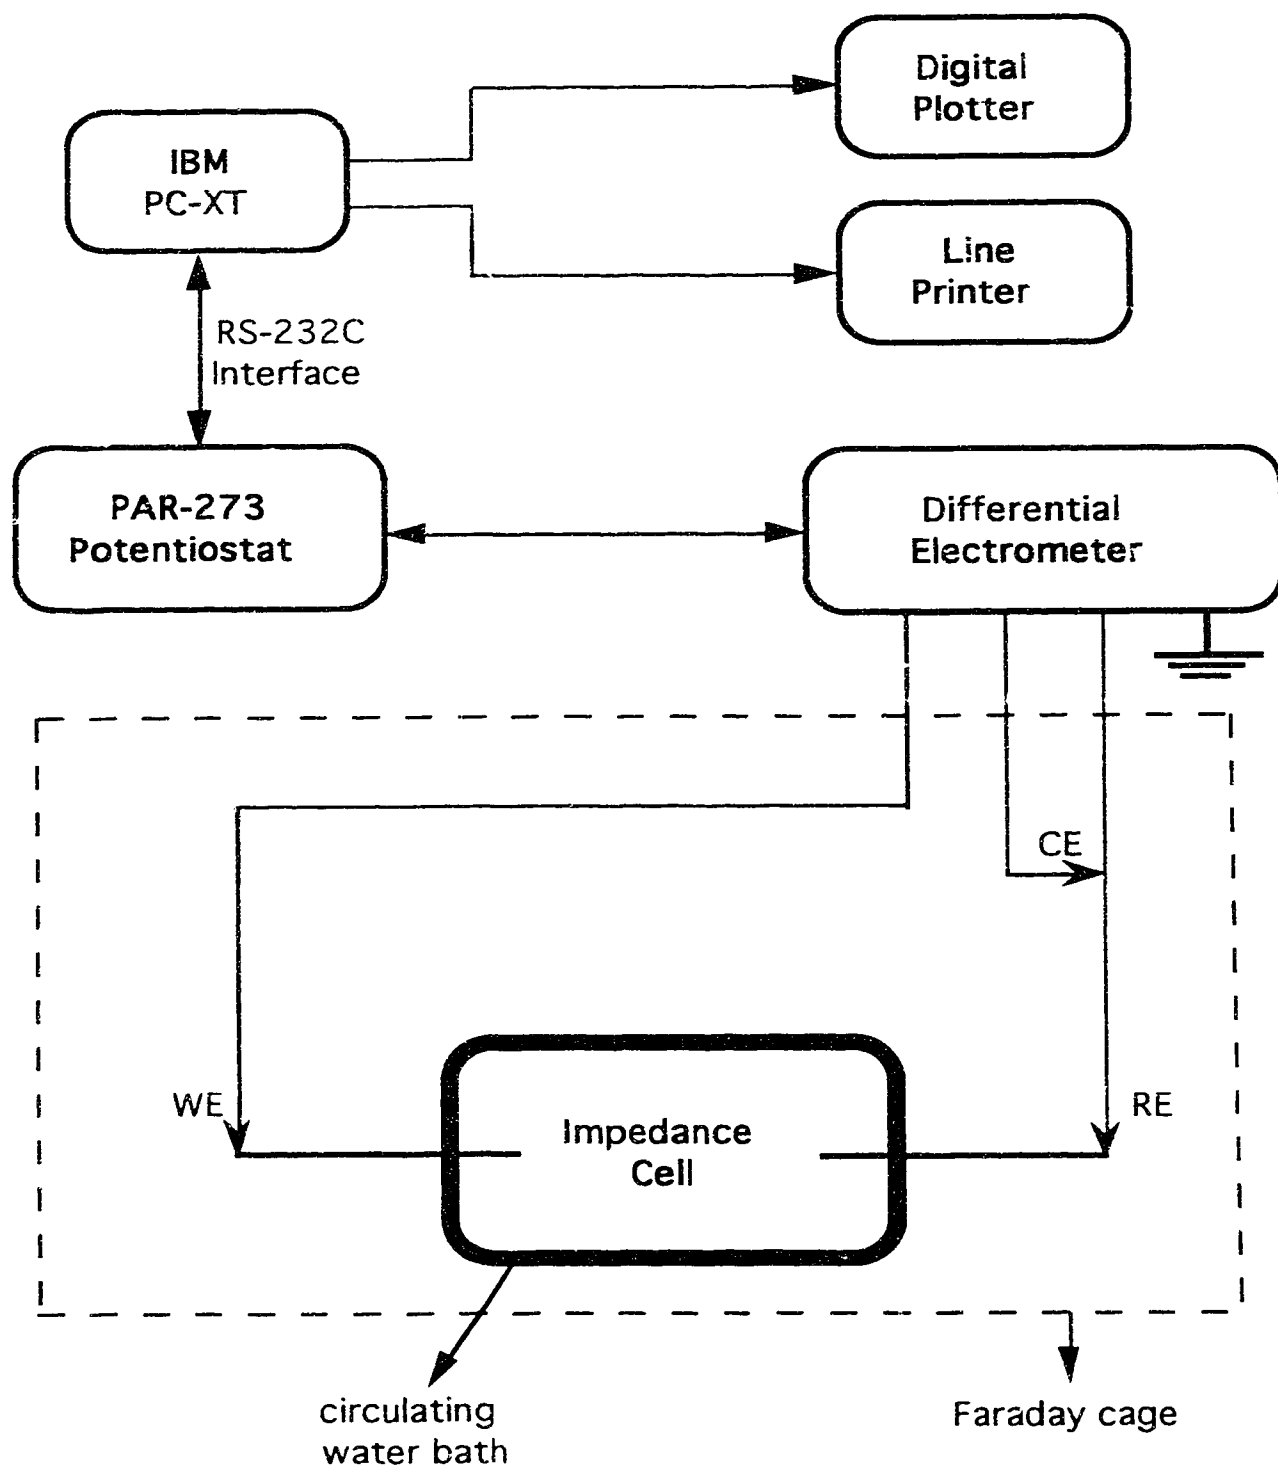 Digital
Plotter
IBM
PC-XT
Line
Printer
RS-232C
Interface
PAR-273
Potentiostat
Differential
Electrometer
CE
WE
RE
Impedance
Cell
circulating
water bath
Faraday cage